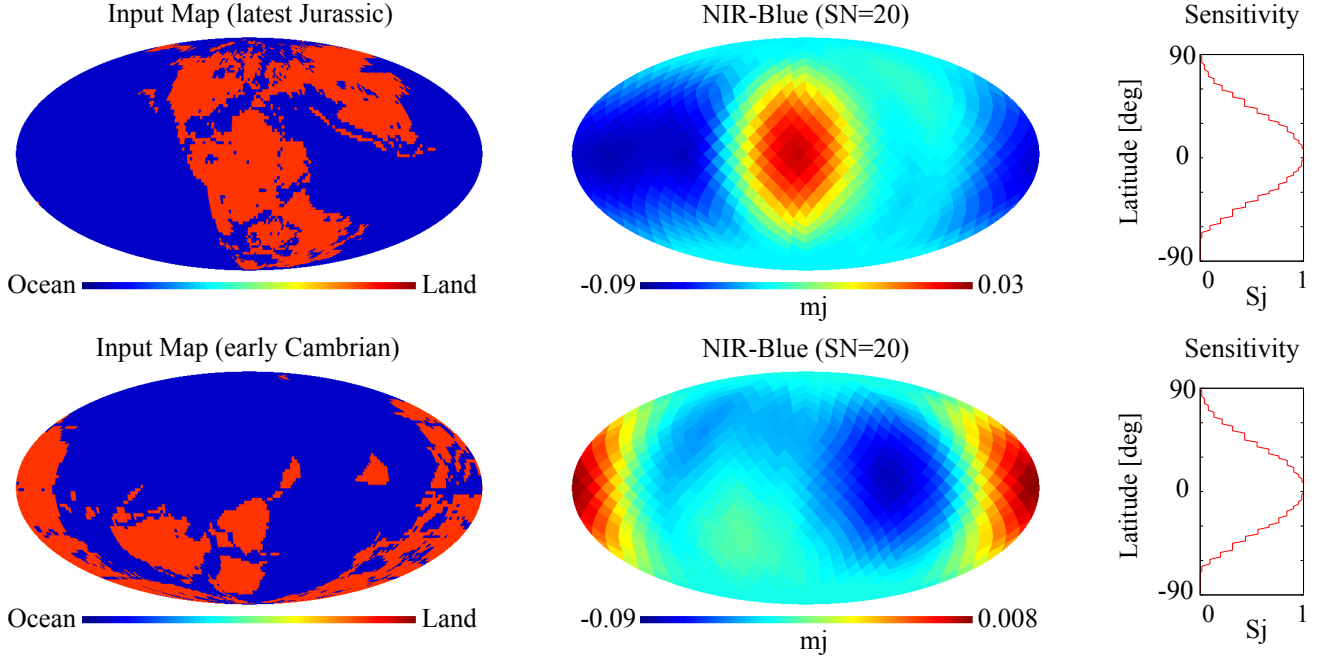 Input Map (latest Jurassic)
NIR-Blue (SN=20)
Sensitivity
Latitude [deg]
90
0
-90
0
1
Sj
Ocean
Land
-0.09
0.03
mj
Input Map (early Cambrian)
NIR-Blue (SN=20)
Sensitivity
Latitude [deg]
90
0
-90
0
1
Sj
Ocean
Land
-0.09
0.008
mj